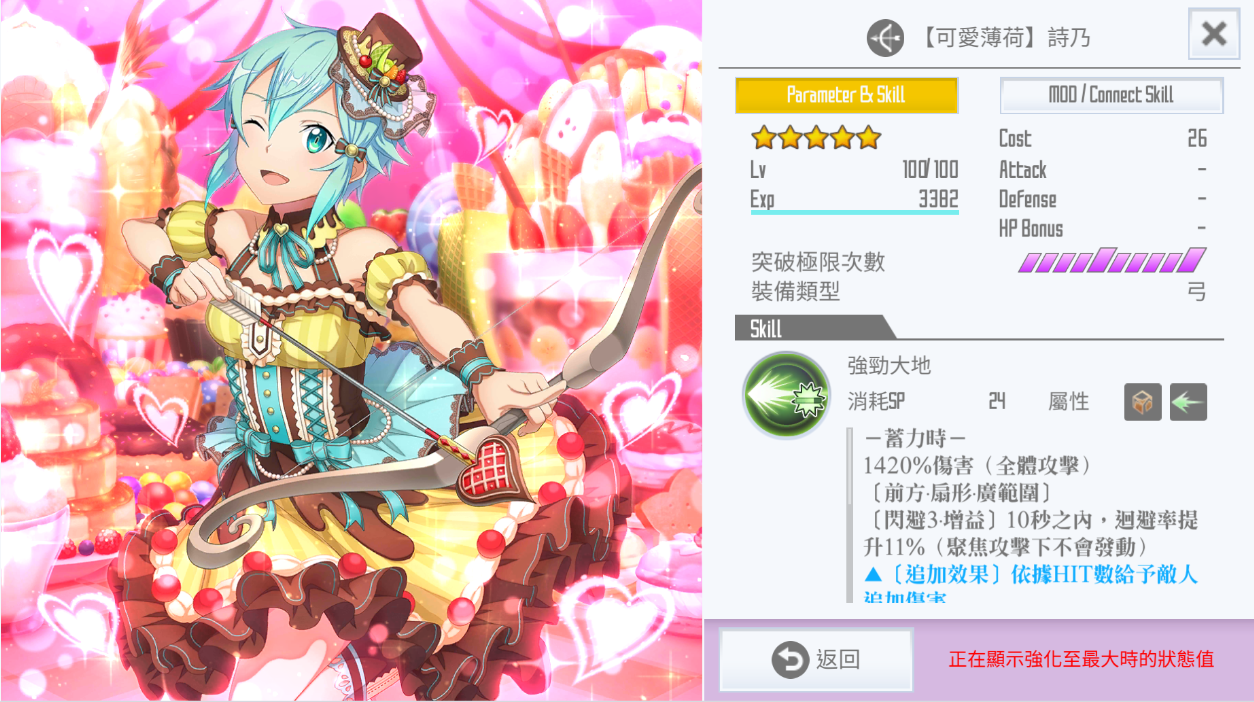 【可愛薄荷】詩乃
Parameter & Skill
MOD / Connect Skill
Lv 100/100
Exp 3382
Cost 26
Attack -
Defense -
HP Bonus -
突破極限次數
裝備類型 弓
Skill
強勁大地
消耗SP 24 屬性
－蓄力時－
1420%傷害（全體攻擊）
〔前方·扇形·廣範圍〕
〔閃避3·增益〕10秒之內，迴避率提
升11%（聚焦攻擊下不會發動）
▲〔追加效果〕依據HIT數給予敵人
追加傷害
返回
正在顯示強化至最大時的狀態值